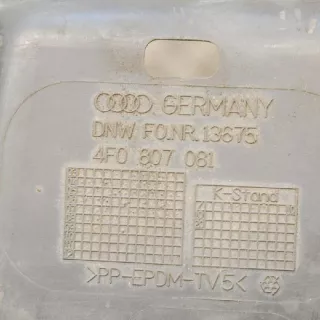 GERMANY
DNW FO.NR. 13675
4F0 807 081
K-Stand
>PP-EPDM-TV5<